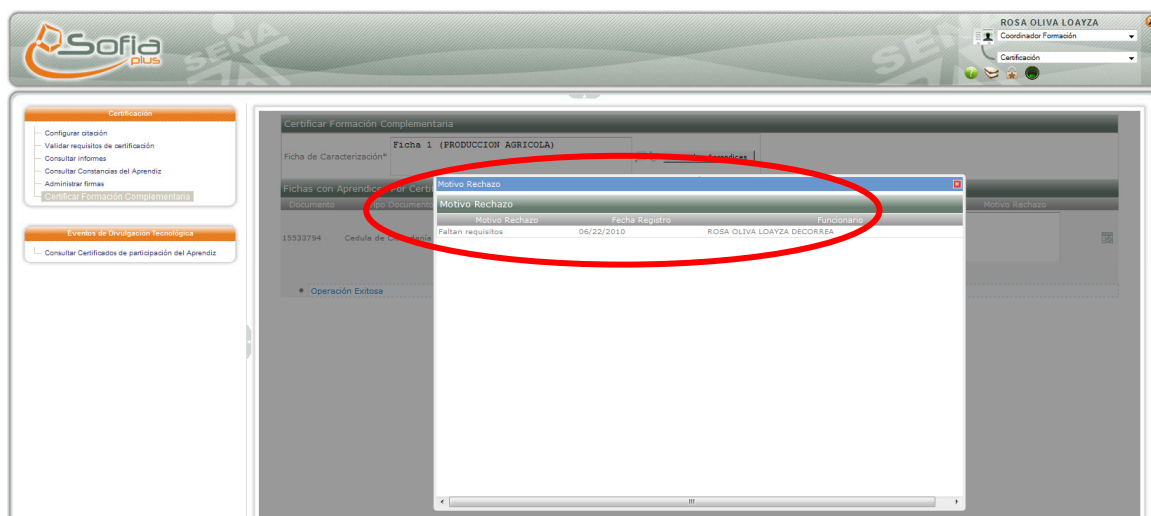 Sofia
plus
SENA
SENA
ROSA OLIVA LOAYZA
Coordinador Formación
Certificación
Certificación
Configurar citación
Validar requisitos de certificación
Consultar informes
Consultar Constancias del Aprendiz
Administrar firmas
Certificar Formación Complementaria
Eventos de Divulgación Tecnológica
Consultar Certificados de participación del Aprendiz
Certificar Formación Complementaria
Ficha de Caracterización*
Ficha 1 (PRODUCCION AGRICOLA)
Fichas con Aprendices Por Certi
Documento Tipo Documento Motivo Rechazo
15533794 Cedula de Ciudadania
Operación Exitosa
Motivo Rechazo
Motivo Rechazo
Motivo Rechazo Fecha Registro Funcionario
Faltan requisitos 06/22/2010 ROSA OLIVA LOAYZA DECORREA